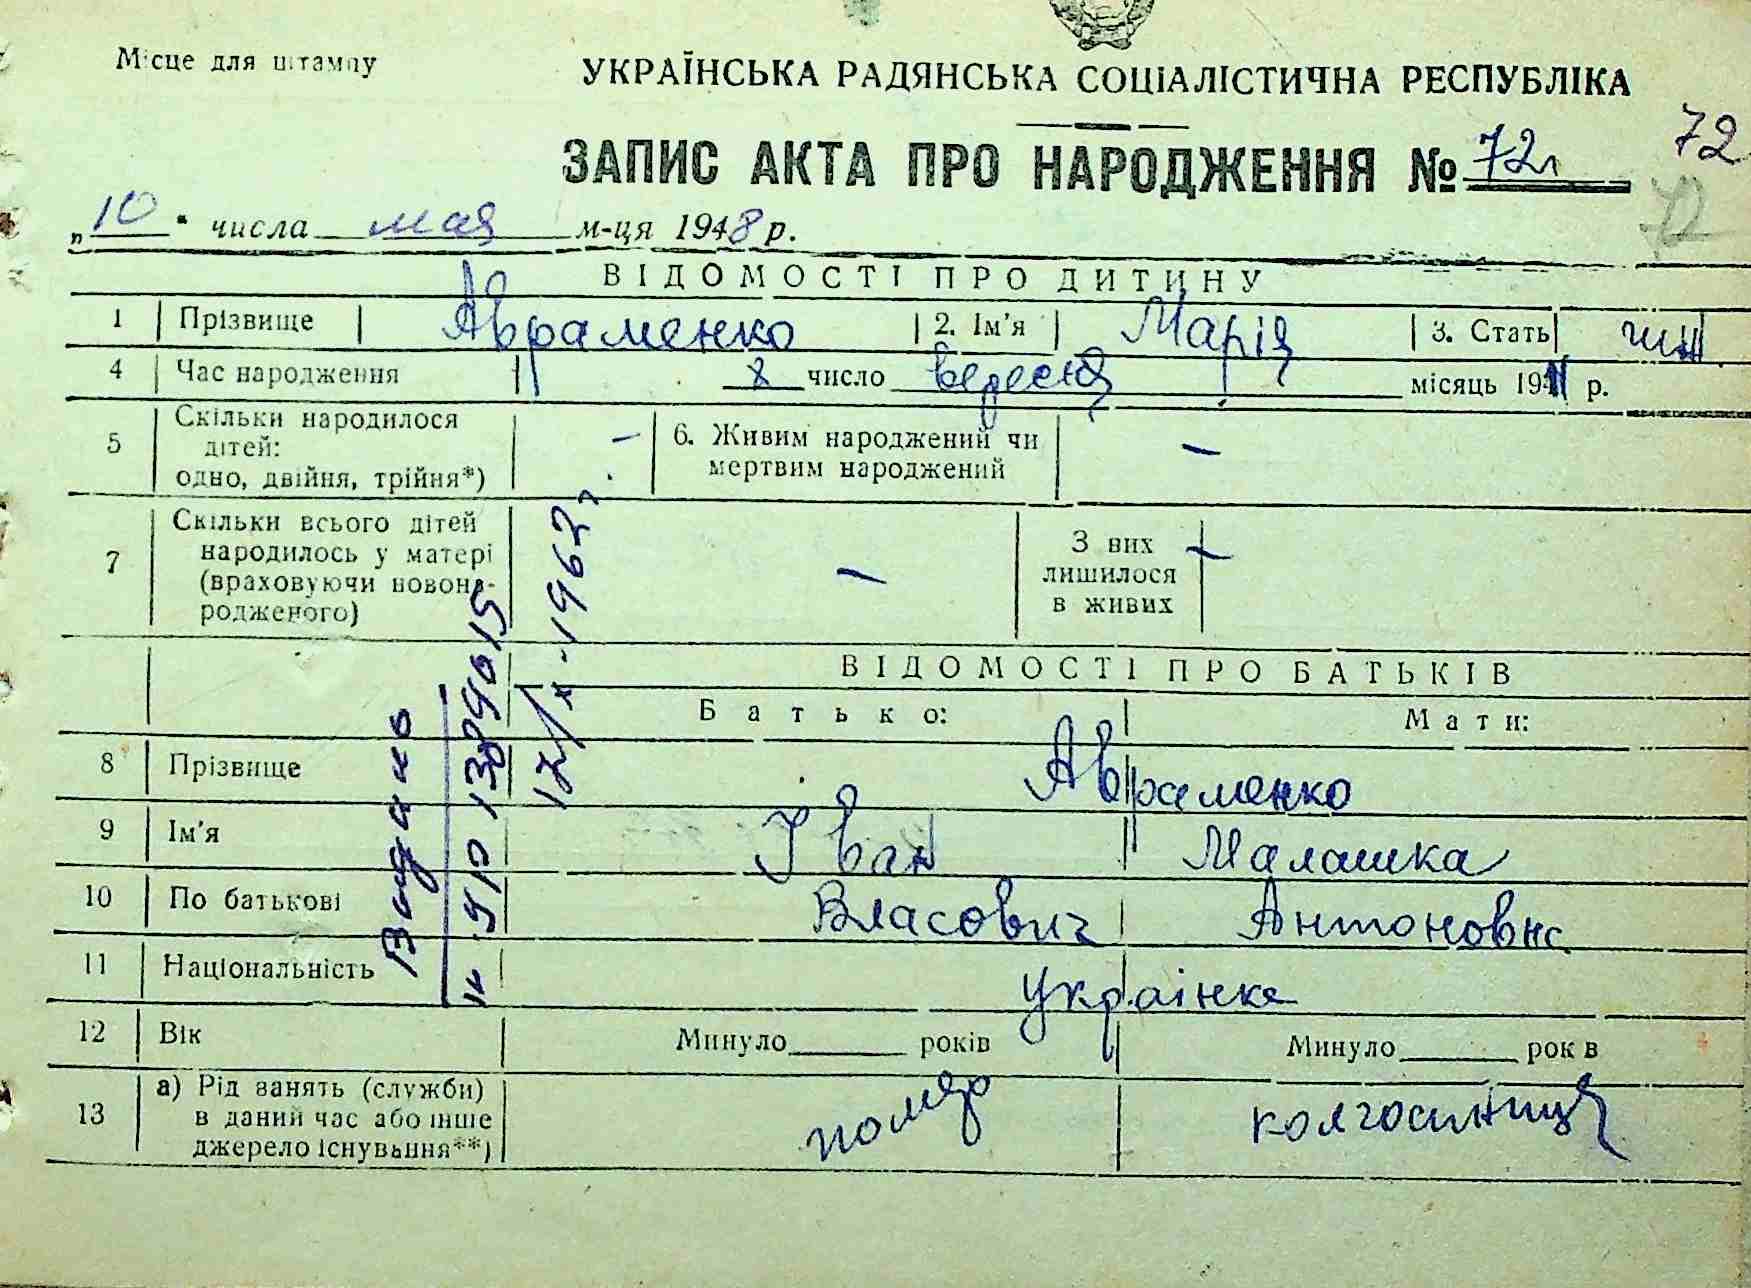 Місце для штампу
УКРАЇНСЬКА РАДЯНСЬКА СОЦІАЛІСТИЧНА РЕСПУБЛІКА
ЗАПИС АКТА ПРО НАРОДЖЕННЯ № 72
72
72
„10" числа мая м-ця 1948 р.
ВІДОМОСТІ ПРО ДИТИНУ
1 Прізвище Авраменко 2. Ім'я Марія 3. Стать жін
4 Час народження число вересня місяць 19 р.
5 Скільки народилося дітей: одно, двійня, трійня*) — 6. Живим народжений чи мертвим народжений —
7 Скільки всього дітей народилось у матері (враховуючи новонародженого) — З них лишилося в живих —
ВІДОМОСТІ ПРО БАТЬКІВ
Батько: Мати:
8 Прізвище Авраменко
9 Ім'я Іван Малашка
10 По батькові Власович Антоновна
11 Національність українка
12 Вік Минуло років Минуло років
13 а) Рід занять (служби) в даний час або інше джерело існування**) помер колгоспниця
Видано
1962 г.